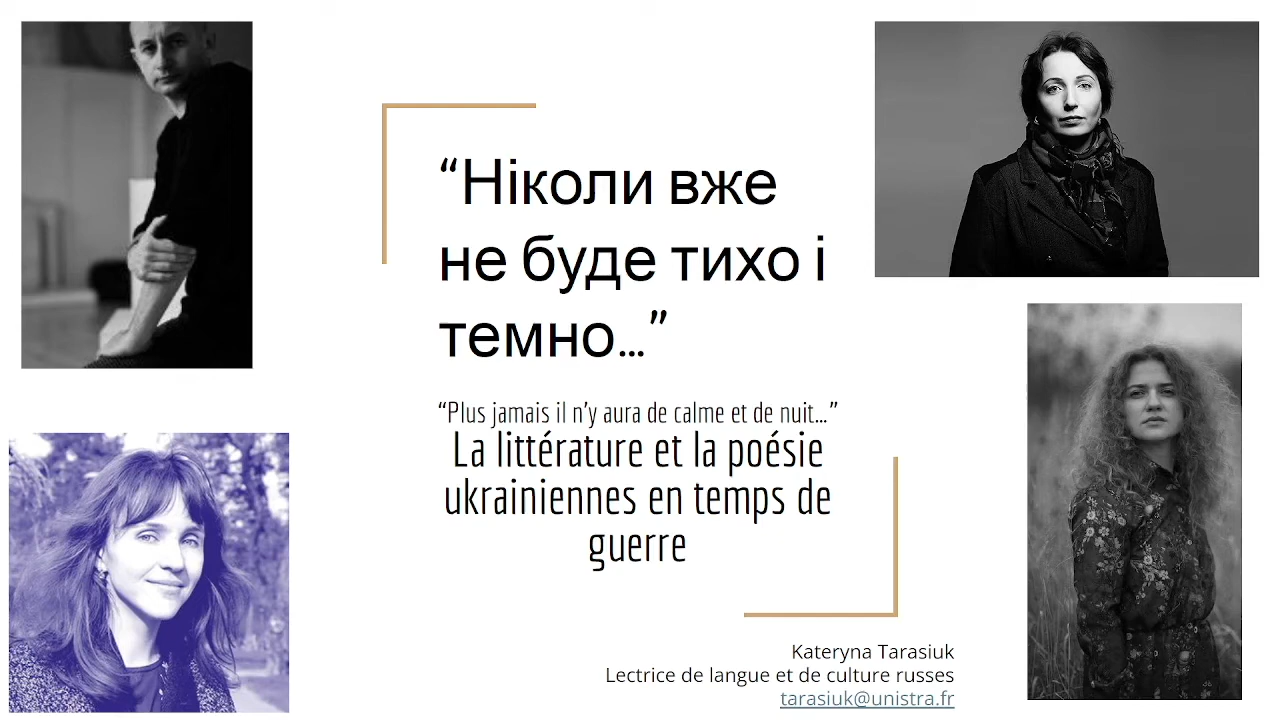 “Ніколи вже
не буде тихо і
темно…”
“Plus jamais il n’y aura de calme et de nuit…”
La littérature et la poésie
ukrainiennes en temps de
guerre
Kateryna Tarasiuk
Lectrice de langue et de culture russes
tarasiuk@unistra.fr